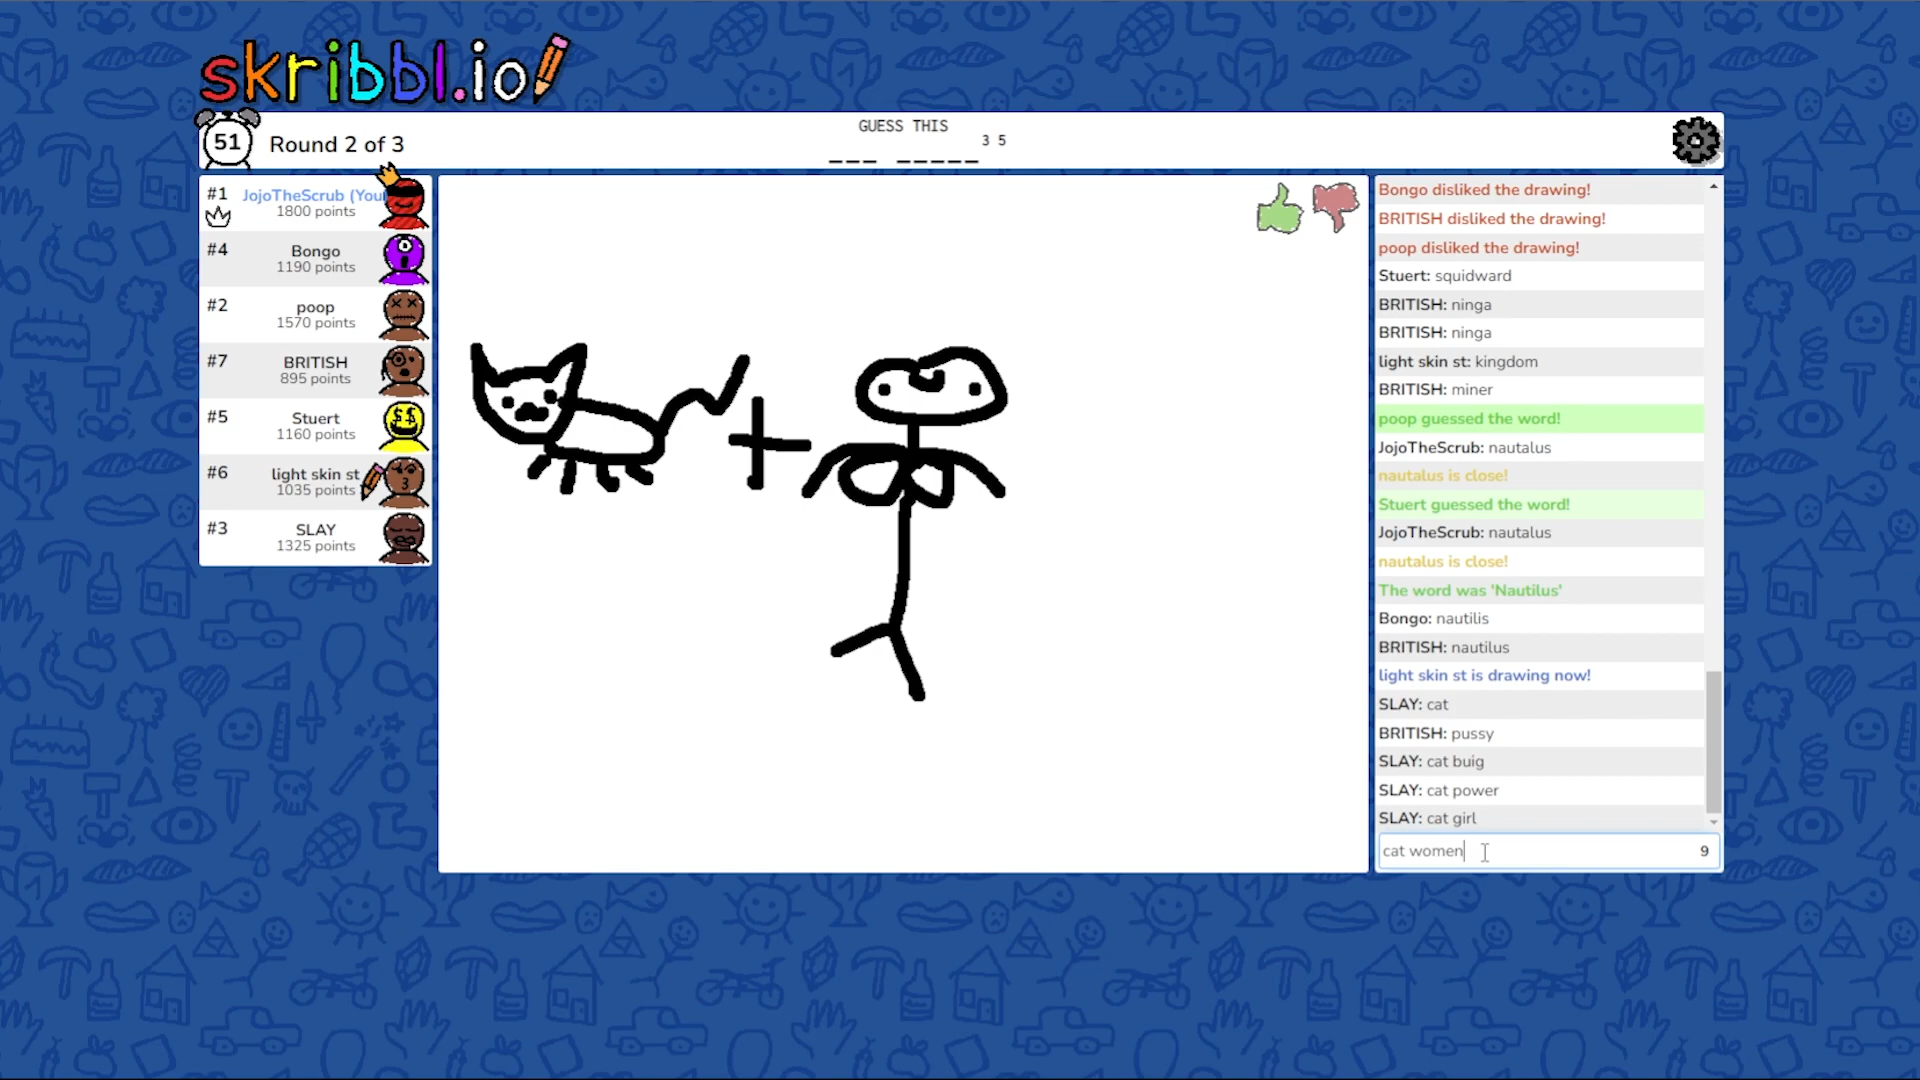 skribbl.io
51
Round 2 of 3
GUESS THIS
___ _____ 3 5
#1
JojoTheScrub (You
1800 points
#4
Bongo
1190 points
#2
poop
1570 points
#7
BRITISH
895 points
#5
Stuert
1160 points
#6
light skin st
1035 points
#3
SLAY
1325 points
Bongo disliked the drawing!
BRITISH disliked the drawing!
poop disliked the drawing!
Stuert: squidward
BRITISH: ninga
BRITISH: ninga
light skin st: kingdom
BRITISH: miner
poop guessed the word!
JojoTheScrub: nautalus
nautalus is close!
Stuert guessed the word!
JojoTheScrub: nautalus
nautalus is close!
The word was 'Nautilus'
Bongo: nautilis
BRITISH: nautilus
light skin st is drawing now!
SLAY: cat
BRITISH: pussy
SLAY: cat buig
SLAY: cat power
SLAY: cat girl
cat women 9